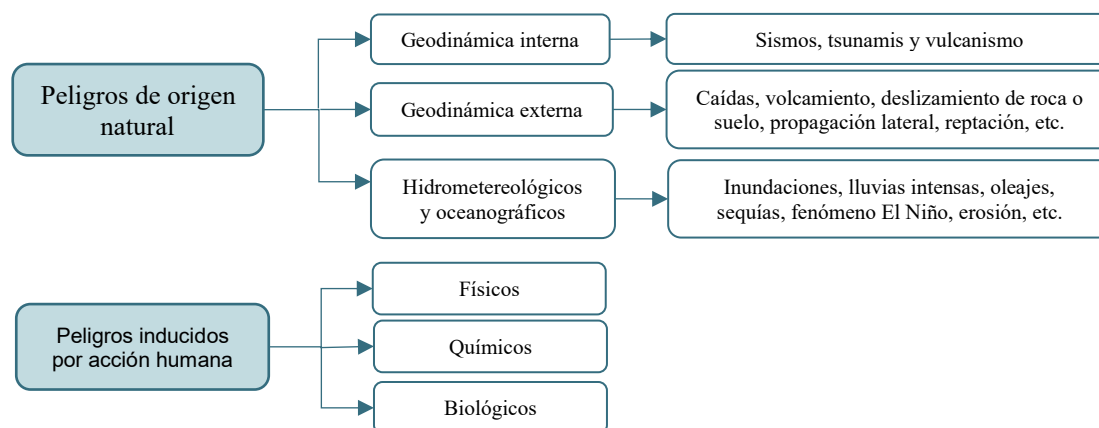 Peligros de origen
natural
Geodinámica interna
Sismos, tsunamis y vulcanismo
Geodinámica externa
Caídas, volcamiento, deslizamiento de roca o
suelo, propagación lateral, reptación, etc.
Hidrometereológicos
y oceanográficos
Inundaciones, lluvias intensas, oleajes,
sequías, fenómeno El Niño, erosión, etc.
Peligros inducidos
por acción humana
Físicos
Químicos
Biológicos